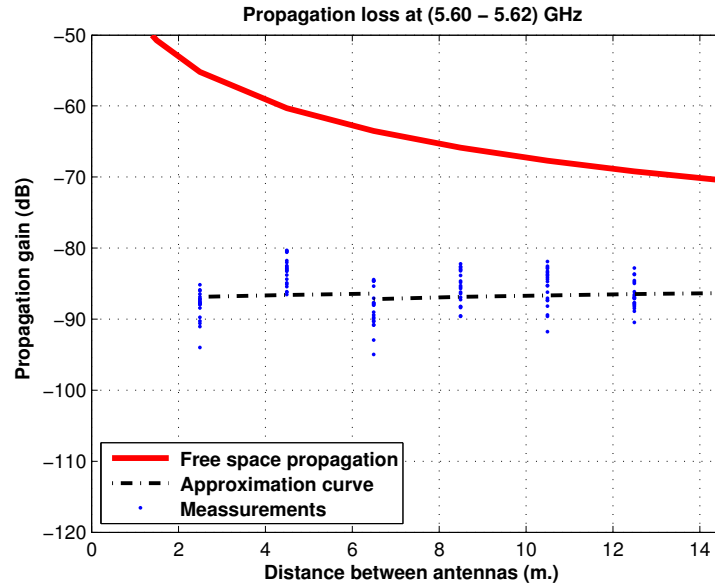 Propagation loss at (5.60 − 5.62) GHz
Propagation gain (dB)
−50
−60
−70
−80
−90
−100
−110
−120
Free space propagation
Approximation curve
Meassurements
0 2 4 6 8 10 12 14
Distance between antennas (m.)